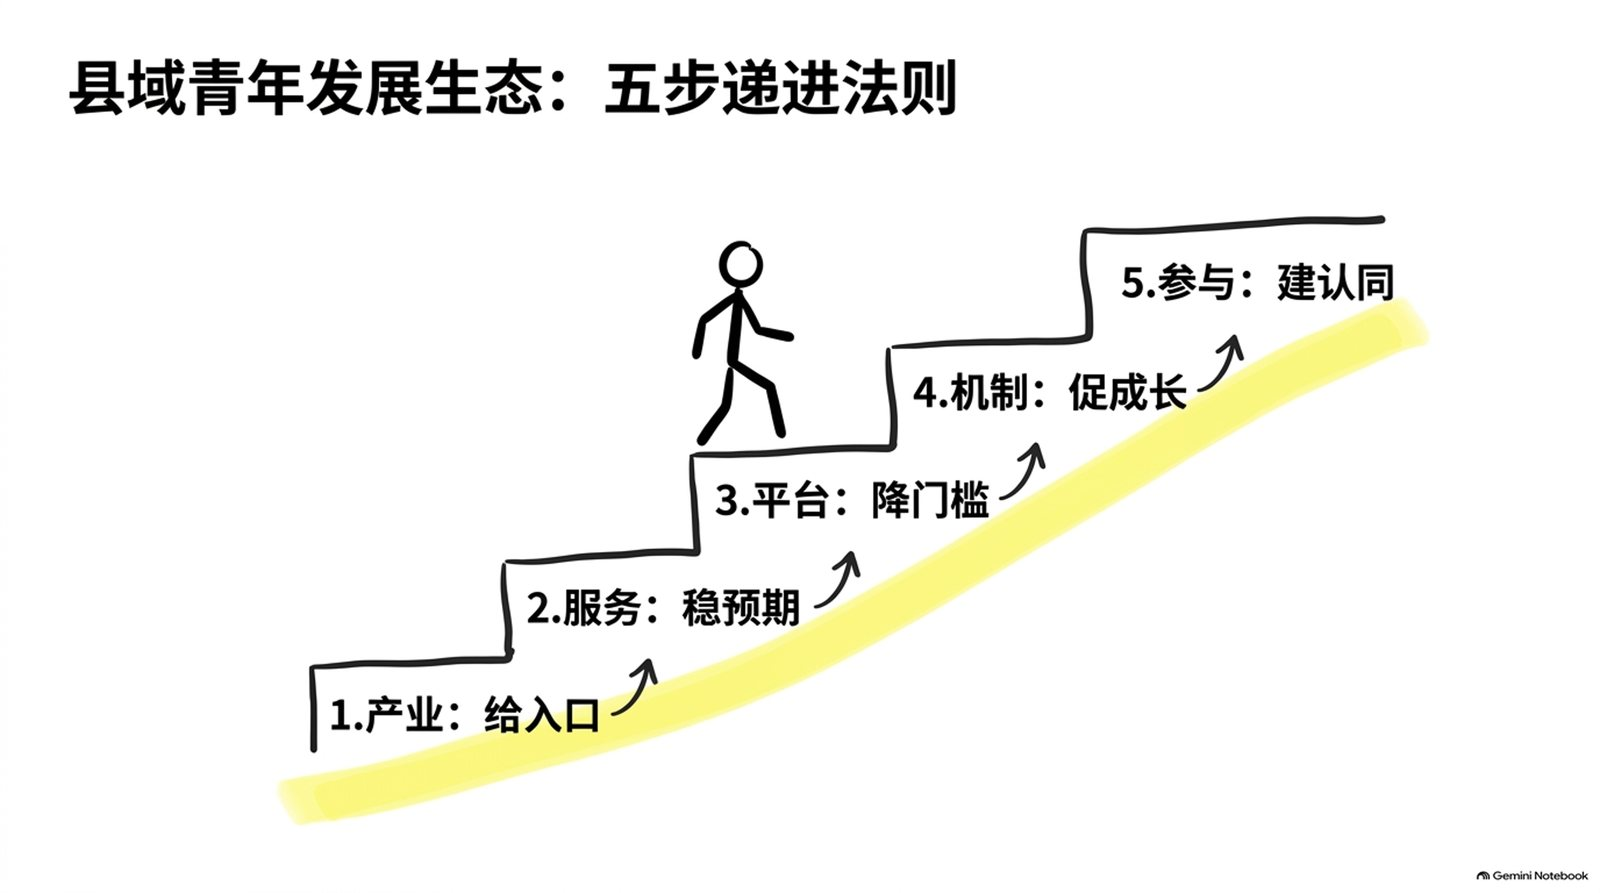 县域青年发展生态：五步递进法则
5.参与：建认同
4.机制：促成长
3.平台：降门槛
2.服务：稳预期
1.产业：给入口
Gemini Notebook